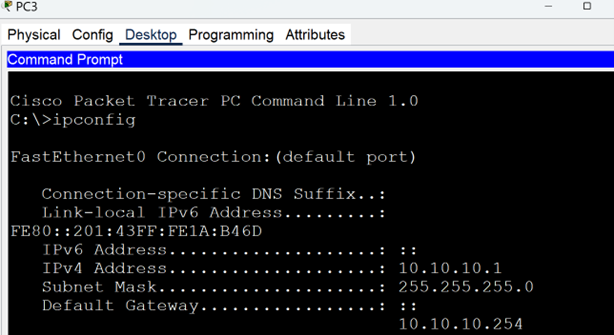 PC3
Physical Config Desktop Programming Attributes
Command Prompt
Cisco Packet Tracer PC Command Line 1.0
C:\>ipconfig
FastEthernet0 Connection:(default port)
Connection-specific DNS Suffix..:
Link-local IPv6 Address.........:
FE80::201:43FF:FE1A:B46D
IPv6 Address....................: ::
IPv4 Address....................: 10.10.10.1
Subnet Mask.....................: 255.255.255.0
Default Gateway.................: ::
10.10.10.254